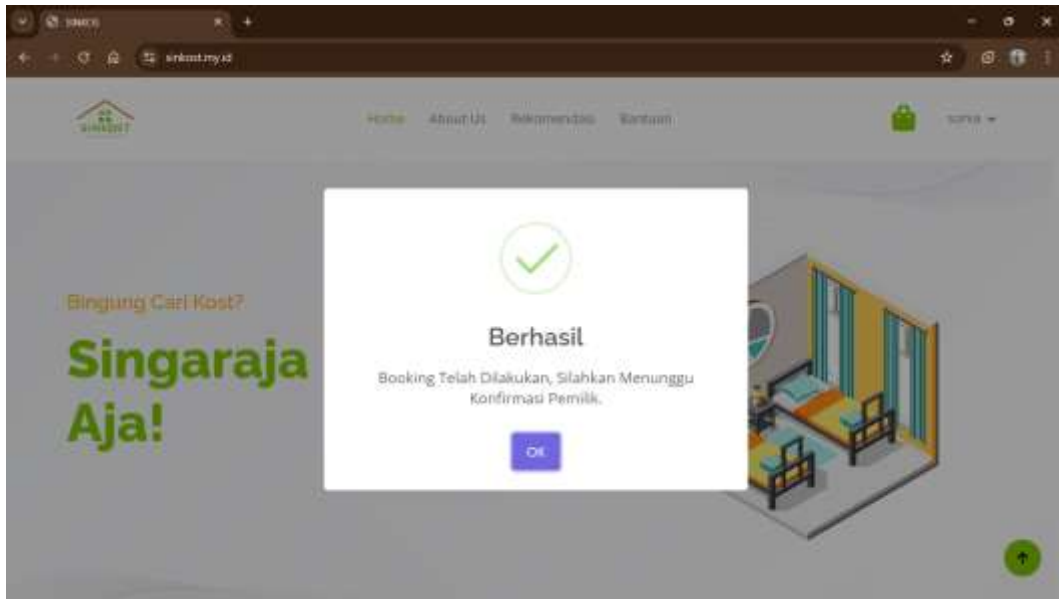 sinkost.my.id
SINKOST
Home About Us Rekomendasi Bantuan
Berhasil
Booking Telah Dilakukan, Silahkan Menunggu
Konfirmasi Pemilik.
OK
Bingung Cari Kost?
Singaraja
Aja!